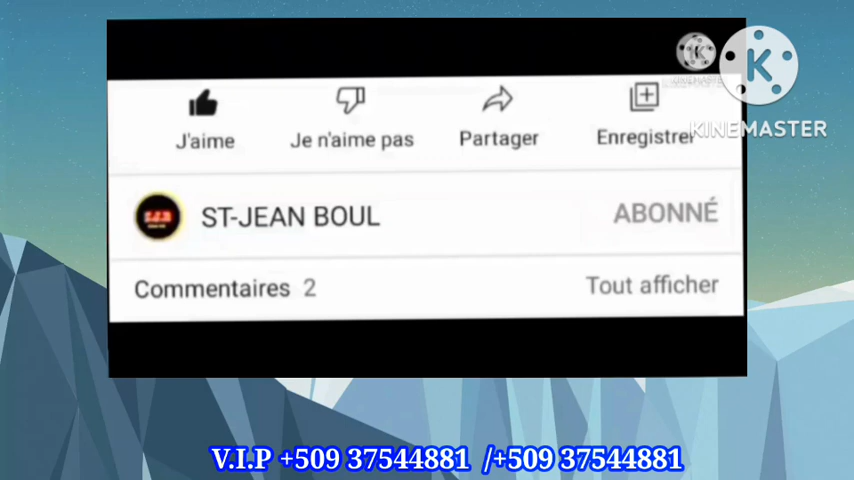 KINEMASTER
J'aime
Je n'aime pas
Partager
Enregistrer
ST-JEAN BOUL
ABONNÉ
Commentaires 2
Tout afficher
V.I.P +509 37544881 /+509 37544881